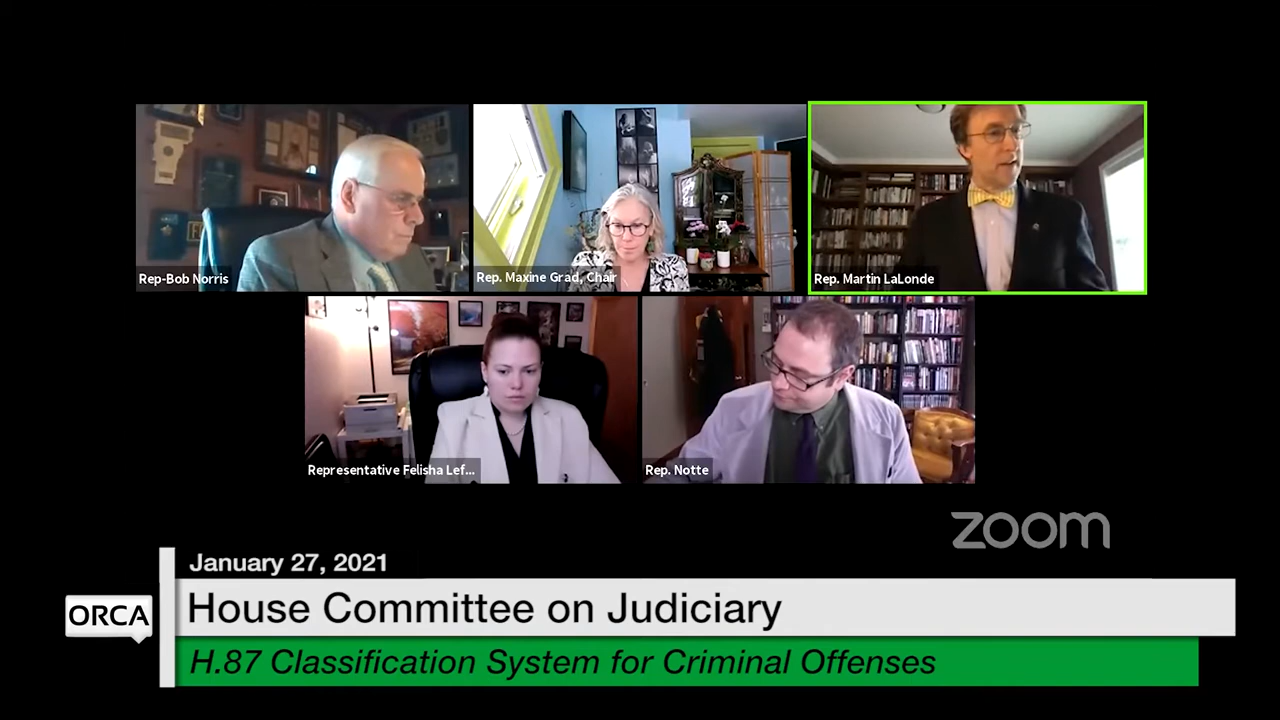 Rep-Bob Norris
Rep. Maxine Grad, Chair
Rep. Martin LaLonde
Representative Felisha Lef...
Rep. Notte
zoom
January 27, 2021
ORCA
House Committee on Judiciary
H.87 Classification System for Criminal Offenses